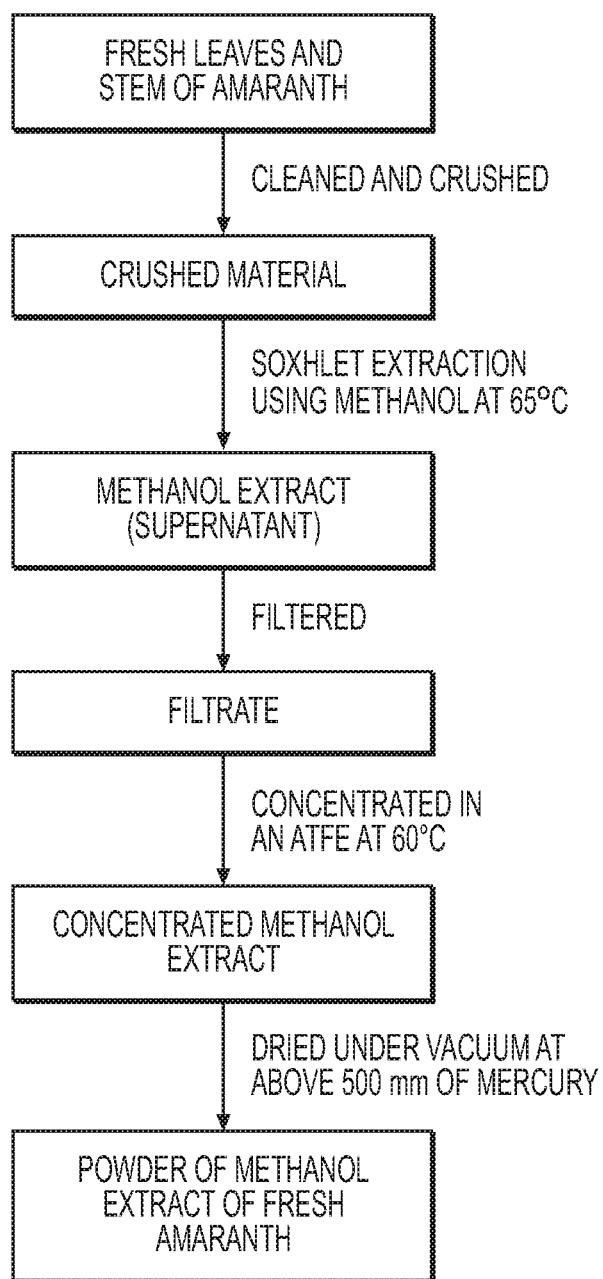 FRESH LEAVES AND
STEM OF AMARANTH
CLEANED AND CRUSHED
CRUSHED MATERIAL
SOXHLET EXTRACTION
USING METHANOL AT 65ºC
METHANOL EXTRACT
(SUPERNATANT)
FILTERED
FILTRATE
CONCENTRATED IN
AN ATFE AT 60°C
CONCENTRATED METHANOL
EXTRACT
DRIED UNDER VACUUM AT
ABOVE 500 mm OF MERCURY
POWDER OF METHANOL
EXTRACT OF FRESH
AMARANTH